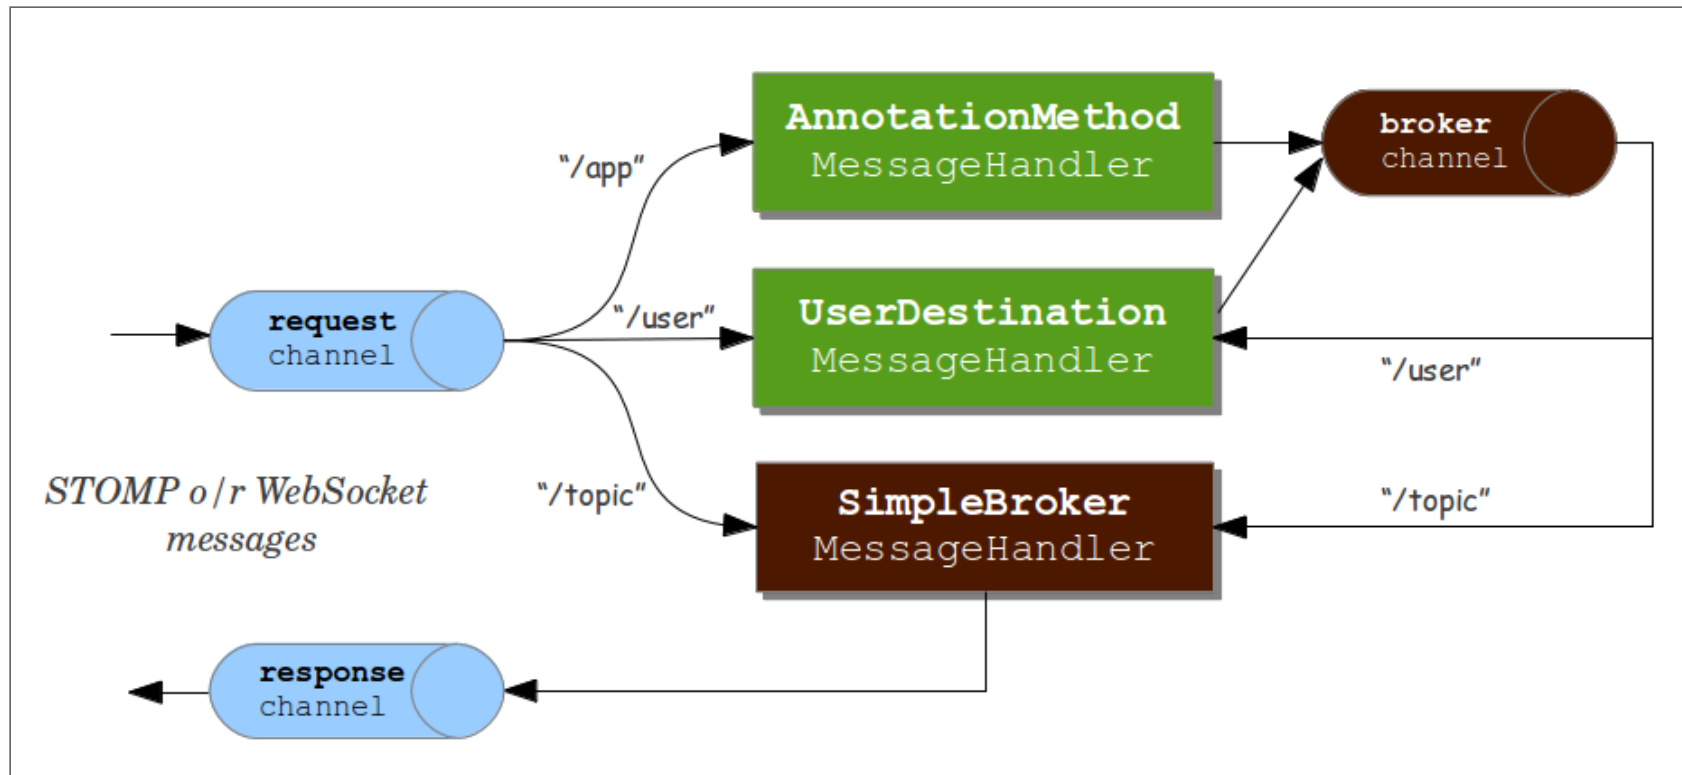 AnnotationMethod
MessageHandler
broker
channel
“/app”
UserDestination
MessageHandler
“/user”
request
channel
“/user”
STOMP o/r WebSocket
messages
“/topic”
SimpleBroker
MessageHandler
“/topic”
response
channel